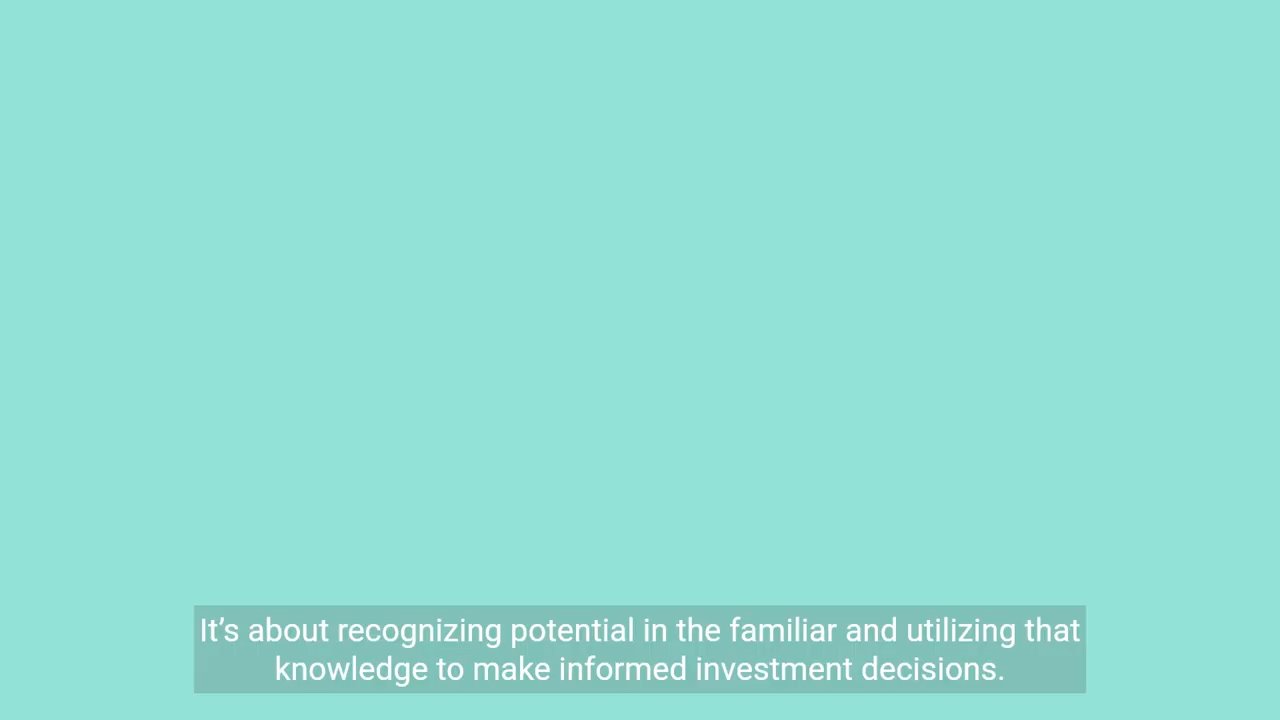 It’s about recognizing potential in the familiar and utilizing that
knowledge to make informed investment decisions.